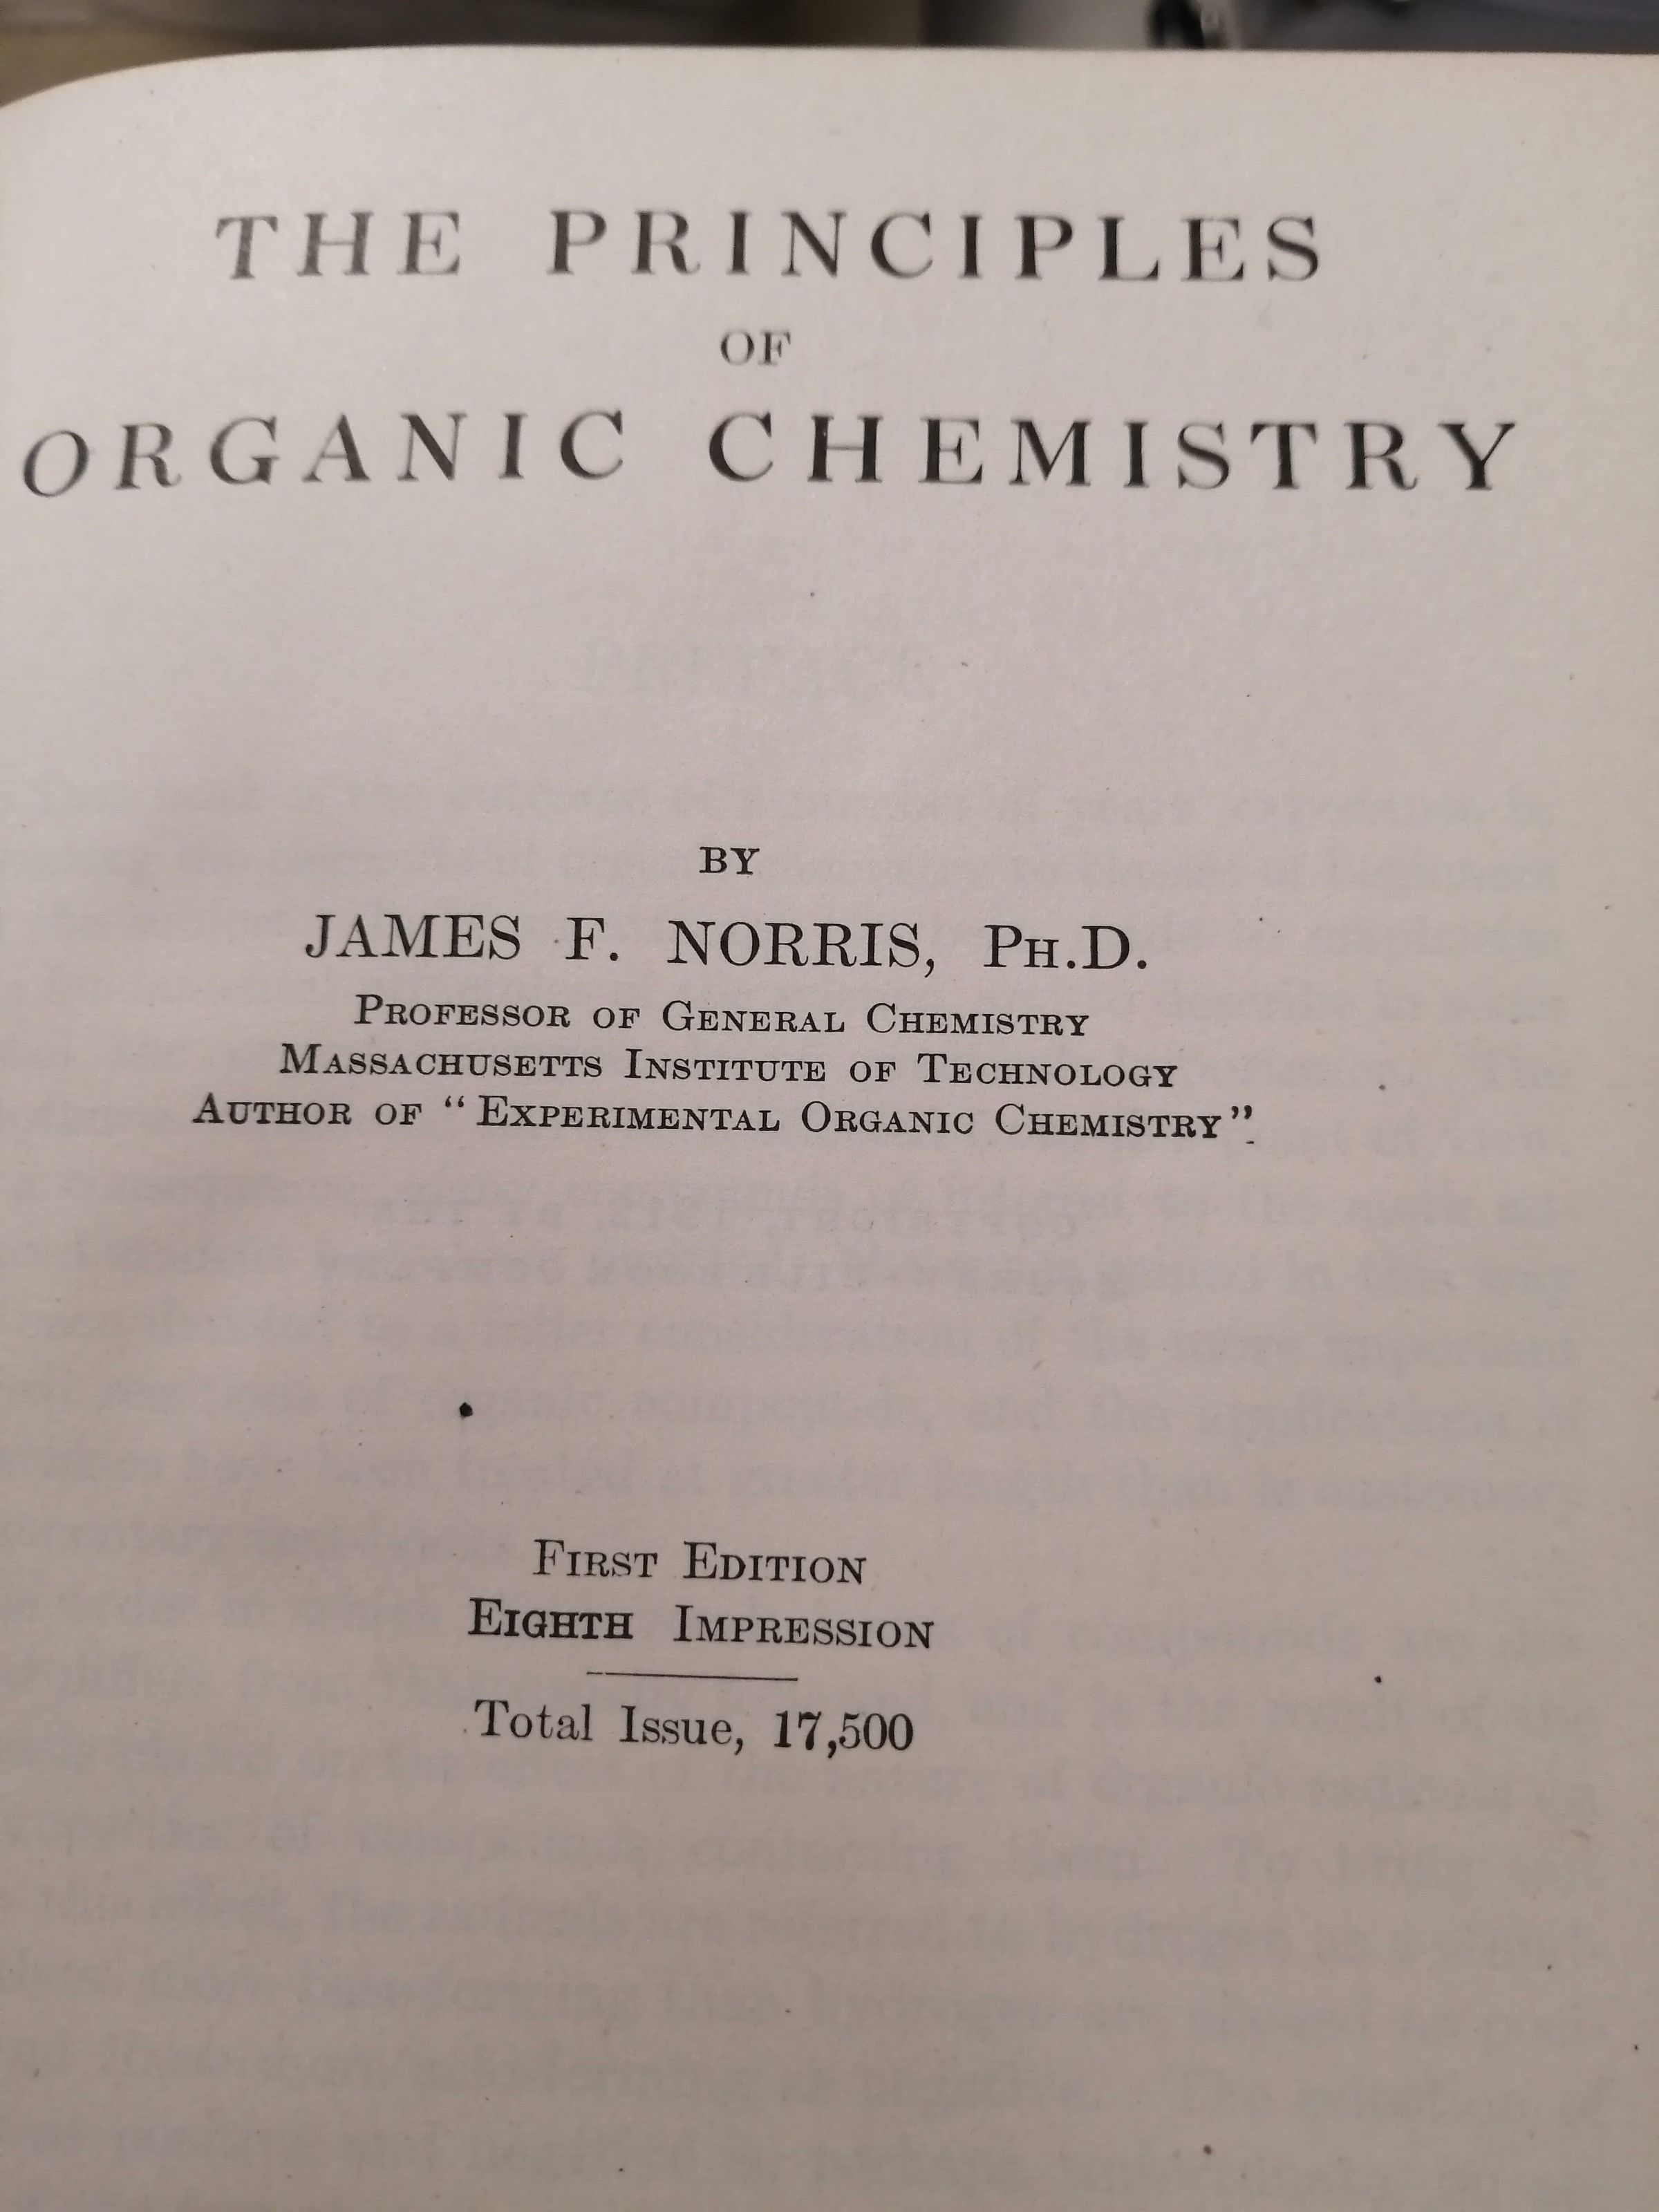 THE PRINCIPLES
OF
ORGANIC CHEMISTRY
BY
JAMES F. NORRIS, PH.D.
PROFESSOR OF GENERAL CHEMISTRY
MASSACHUSETTS INSTITUTE OF TECHNOLOGY
AUTHOR OF "EXPERIMENTAL ORGANIC CHEMISTRY"
FIRST EDITION
EIGHTH IMPRESSION
Total Issue, 17,500